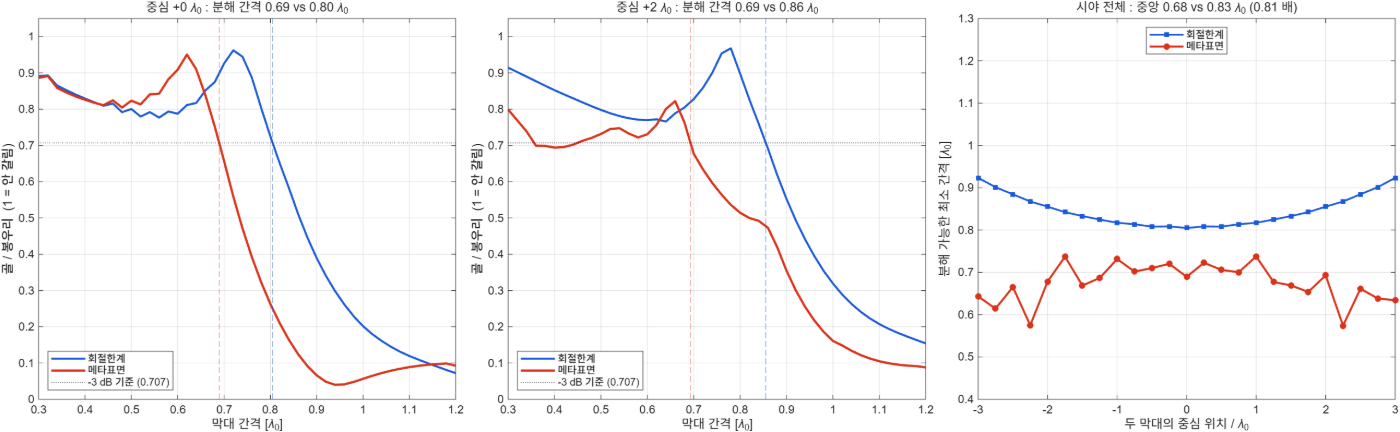 중심 +0 λ₀ : 분해 간격 0.69 vs 0.80 λ₀
골 / 봉우리 (1 = 안 갈림)
1
0.9
0.8
0.7
0.6
0.5
0.4
0.3
0.2
0.1
0
회절한계
메타표면
-3 dB 기준 (0.707)
0.3 0.4 0.5 0.6 0.7 0.8 0.9 1 1.1 1.2
막대 간격 [λ₀]
중심 +2 λ₀ : 분해 간격 0.69 vs 0.86 λ₀
골 / 봉우리 (1 = 안 갈림)
1
0.9
0.8
0.7
0.6
0.5
0.4
0.3
0.2
0.1
0
회절한계
메타표면
-3 dB 기준 (0.707)
0.3 0.4 0.5 0.6 0.7 0.8 0.9 1 1.1 1.2
막대 간격 [λ₀]
시야 전체 : 중앙 0.68 vs 0.83 λ₀ (0.81 배)
분해 가능한 최소 간격 [λ₀]
회절한계
메타표면
1.3
1.2
1.1
1
0.9
0.8
0.7
0.6
0.5
0.4
-3 -2 -1 0 1 2 3
두 막대의 중심 위치 / λ₀